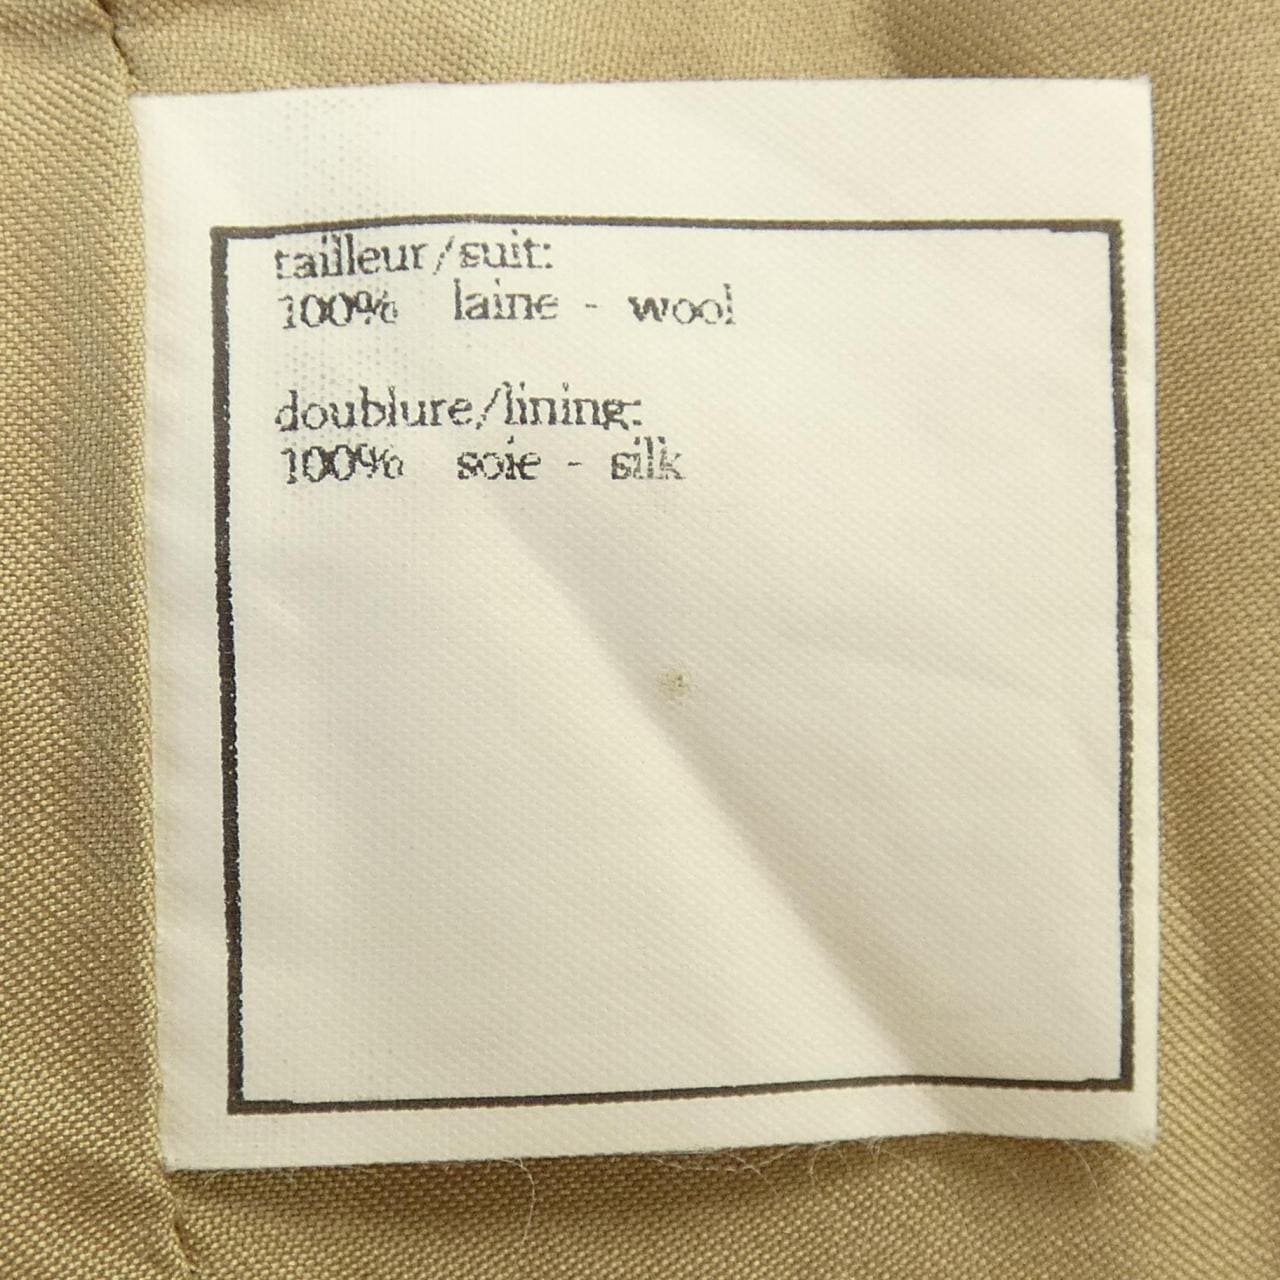 tailleur/suit:
100% laine - wool
doublure/lining:
100% soie - silk